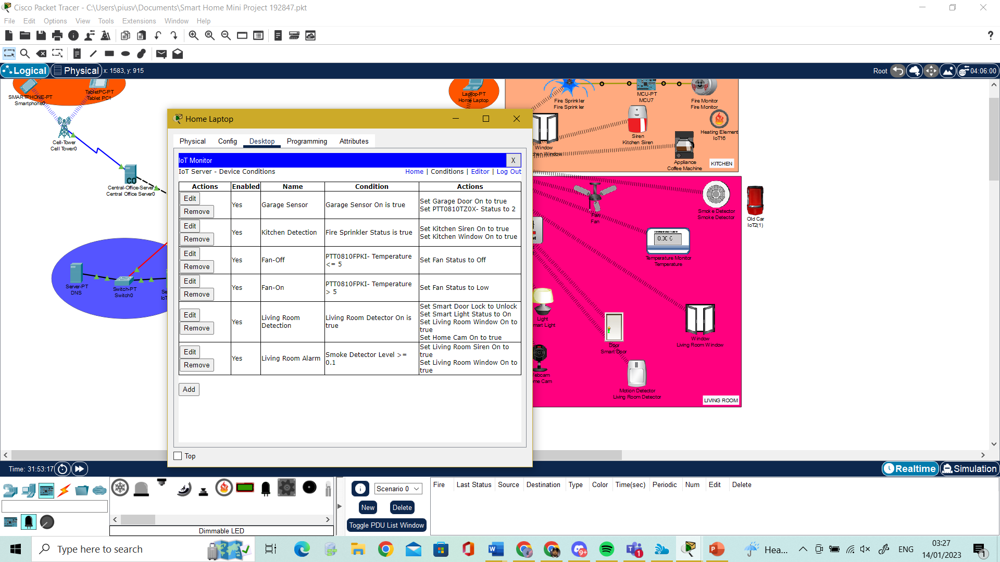 Cisco Packet Tracer - C:\Users\piusv\Documents\Smart Home Mini Project 192847.pkt
File Edit Options View Tools Extensions Window Help
?
Logical Physical x: 1583, y: 915
Root 04:06:00
SMARTPHONE-PT
Smartphone0
TabletPC-PT
Tablet PC1
Cell-Tower
Cell Tower0
Central-Office-Server
Central Office Server0
Server-PT
DNS
Switch-PT
Switch0
Se
IoT
Laptop-PT
Home Laptop
Fire Sprinkler
Fire Sprinkler
MCU-PT
MCU7
Fire Monitor
Fire Monitor
Siren
Kitchen Siren
Heating Element
IoT16
Window
hen Window
Appliance
Coffee Machine
KITCHEN
Fan
Fan
Smoke Detector
Smoke Detector
Old Car
IoT2(1)
TEMPERATURE
Temperature Monitor
Temperature
at
Light
mart Light
Door
Smart Door
Window
Living Room Window
Webcam
me Cam
Motion Detector
Living Room Detector
LIVING ROOM
Home Laptop
Physical Config Desktop Programming Attributes
IoT Monitor X
IoT Server - Device Conditions Home | Conditions | Editor | Log Out
Actions Enabled Name Condition Actions
Edit
Remove
Yes Garage Sensor Garage Sensor On is true
Set Garage Door On to true
Set PTT0810TZ0X- Status to 2
Edit
Remove
Yes Kitchen Detection Fire Sprinkler Status is true
Set Kitchen Siren On to true
Set Kitchen Window On to true
Edit
Remove
Yes Fan-Off
PTT0810FPKI- Temperature
<= 5
Set Fan Status to Off
Edit
Remove
Yes Fan-On
PTT0810FPKI- Temperature
> 5
Set Fan Status to Low
Edit
Remove
Yes
Living Room
Detection
Living Room Detector On is
true
Set Smart Door Lock to Unlock
Set Smart Light Status to On
Set Living Room Window On to
true
Set Home Cam On to true
Edit
Remove
Yes Living Room Alarm
Smoke Detector Level >=
0.1
Set Living Room Siren On to
true
Set Living Room Window On to
true
Add
Top
Time: 31:53:17
Realtime Simulation
Dimmable LED
Scenario 0
New Delete
Toggle PDU List Window
Fire Last Status Source Destination Type Color Time(sec) Periodic Num Edit Delete
Type here to search
9+
1
Hea...
ENG
03:27
14/01/2023
1